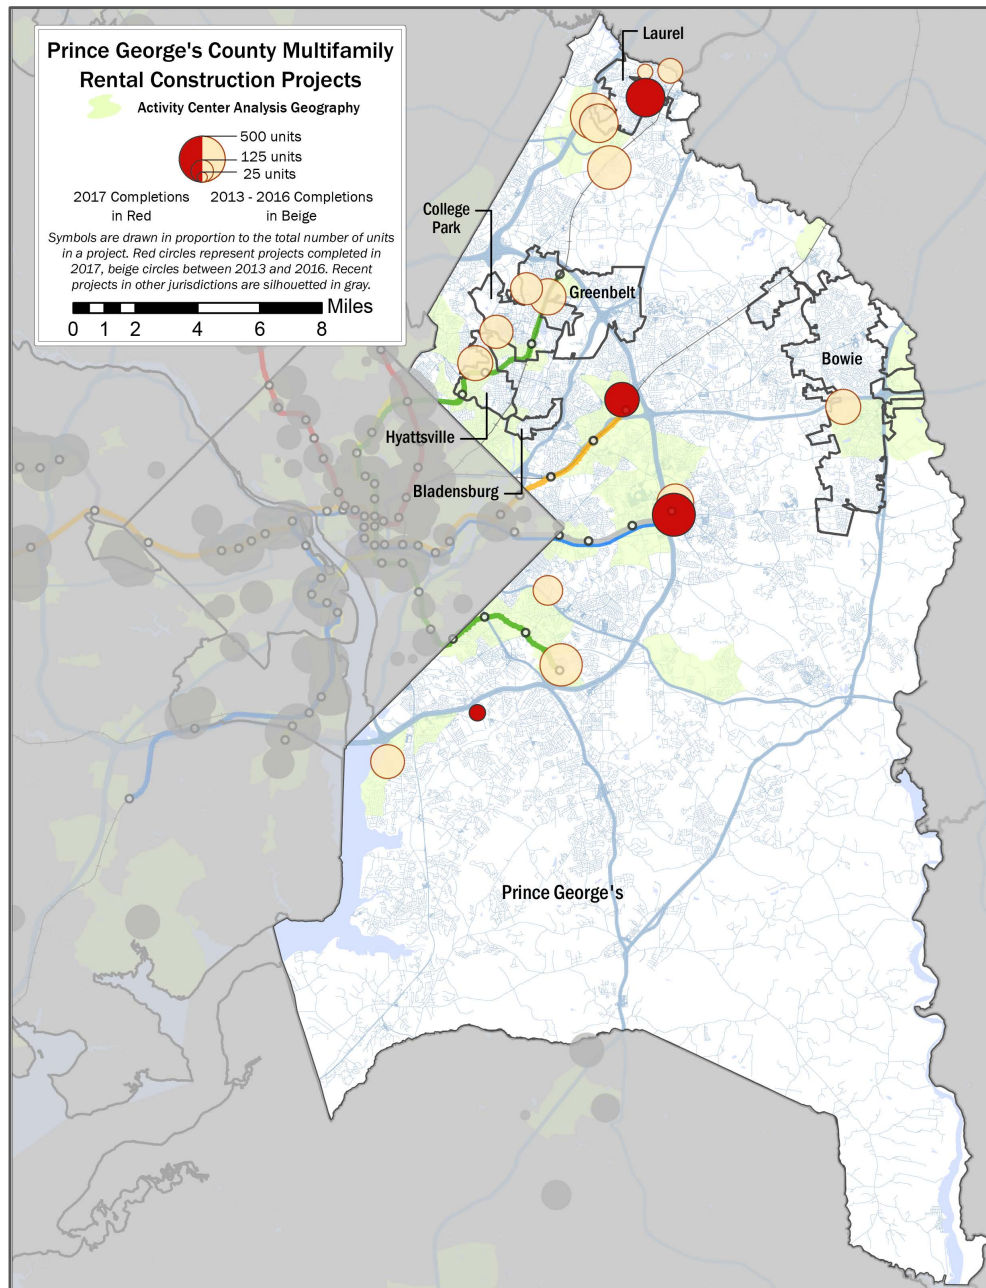 Prince George's County Multifamily
Rental Construction Projects
Activity Center Analysis Geography
500 units
125 units
25 units
2017 Completions
in Red
2013 - 2016 Completions
in Beige
Symbols are drawn in proportion to the total number of units
in a project. Red circles represent projects completed in
2017, beige circles between 2013 and 2016. Recent
projects in other jurisdictions are silhouetted in gray.
Miles
0 1 2 4 6 8
Laurel
College
Park
Greenbelt
Bowie
Hyattsville
Bladensburg
Prince George's